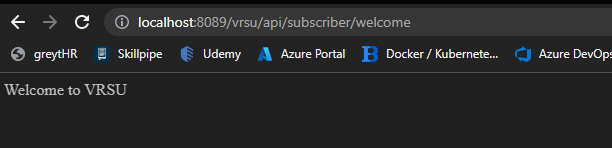 localhost:8089/vrsu/api/subscriber/welcome
greytHR Skillpipe Udemy Azure Portal Docker / Kubernete... Azure DevOps
Welcome to VRSU